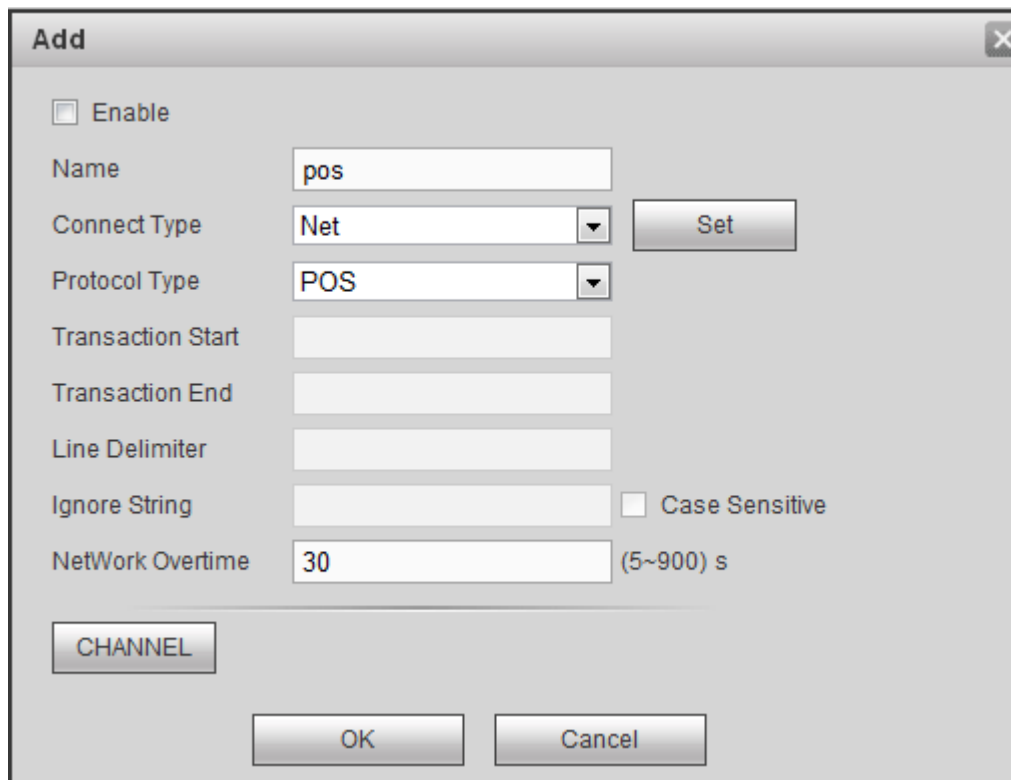 Add
Enable
Name pos
Connect Type Net Set
Protocol Type POS
Transaction Start
Transaction End
Line Delimiter
Ignore String Case Sensitive
NetWork Overtime 30 (5~900) s
CHANNEL
OK Cancel